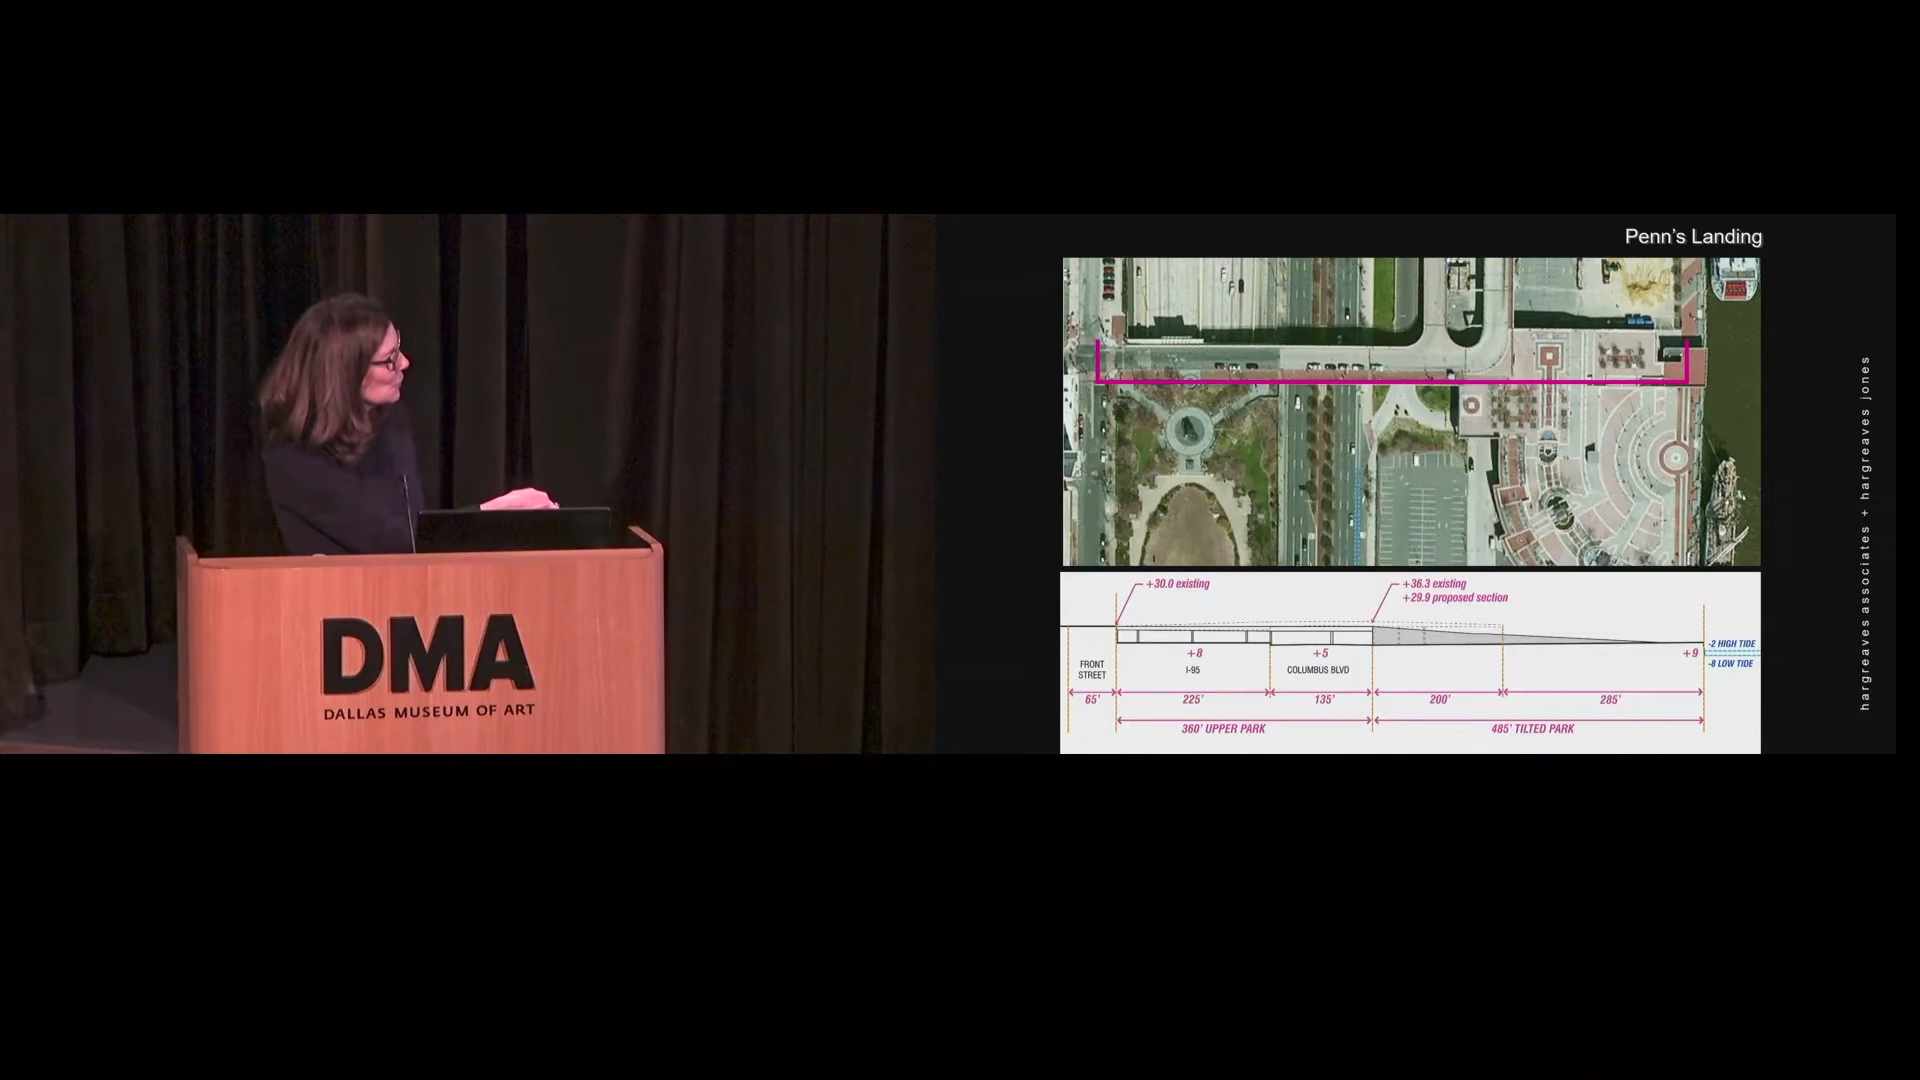 DMA
DALLAS MUSEUM OF ART
Penn's Landing
+30.0 existing
+36.3 existing
+29.9 proposed section
+8
+5
+9
-2 HIGH TIDE
-8 LOW TIDE
FRONT
STREET
I-95
COLUMBUS BLVD
65'
225'
135'
200'
285'
360' UPPER PARK
485' TILTED PARK
hargreaves associates + hargreaves jones